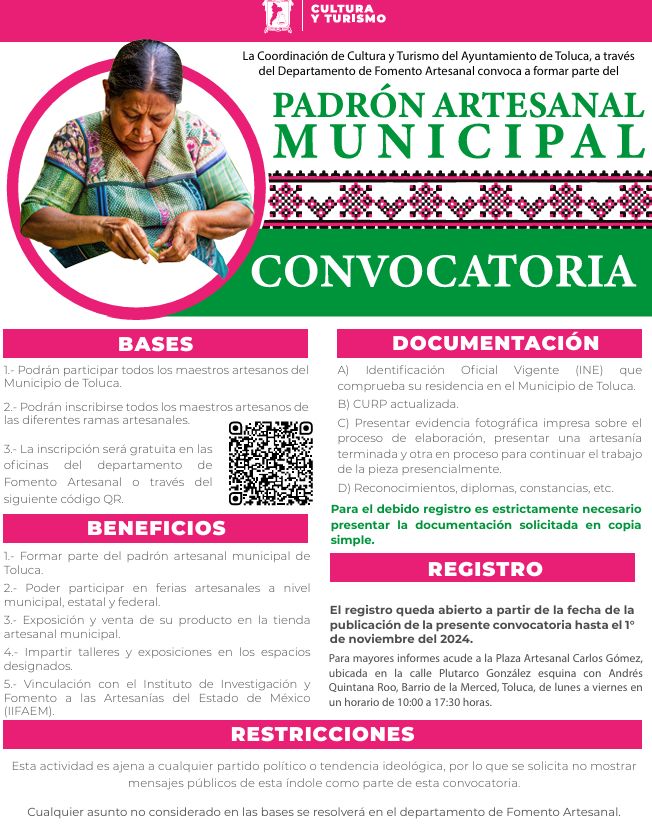 CULTURA
Y TURISMO
La Coordinación de Cultura y Turismo del Ayuntamiento de Toluca, a través
del Departamento de Fomento Artesanal convoca a formar parte del
PADRÓN ARTESANAL
MUNICIPAL
CONVOCATORIA
BASES
1.- Podrán participar todos los maestros artesanos del
Municipio de Toluca.
2.- Podrán inscribirse todos los maestros artesanos de
las diferentes ramas artesanales.
3.- La inscripción será gratuita en las
oficinas del departamento de
Fomento Artesanal o través del
siguiente código QR.
BENEFICIOS
1.- Formar parte del padrón artesanal municipal de
Toluca.
2.- Poder participar en ferias artesanales a nivel
municipal, estatal y federal.
3.- Exposición y venta de su producto en la tienda
artesanal municipal.
4.- Impartir talleres y exposiciones en los espacios
designados.
5.- Vinculación con el Instituto de Investigación y
Fomento a las Artesanías del Estado de México
(IIFAEM).
DOCUMENTACIÓN
A) Identificación Oficial Vigente (INE) que
comprueba su residencia en el Municipio de Toluca.
B) CURP actualizada.
C) Presentar evidencia fotográfica impresa sobre el
proceso de elaboración, presentar una artesanía
terminada y otra en proceso para continuar el trabajo
de la pieza presencialmente.
D) Reconocimientos, diplomas, constancias, etc.
Para el debido registro es estrictamente necesario
presentar la documentación solicitada en copia
simple.
REGISTRO
El registro queda abierto a partir de la fecha de la
publicación de la presente convocatoria hasta el 1°
de noviembre del 2024.
Para mayores informes acude a la Plaza Artesanal Carlos Gómez,
ubicada en la calle Plutarco González esquina con Andrés
Quintana Roo, Barrio de la Merced, Toluca, de lunes a viernes en
un horario de 10:00 a 17:30 horas.
RESTRICCIONES
Esta actividad es ajena a cualquier partido político o tendencia ideológica, por lo que se solicita no mostrar
mensajes públicos de esta índole como parte de esta convocatoria.
Cualquier asunto no considerado en las bases se resolverá en el departamento de Fomento Artesanal.